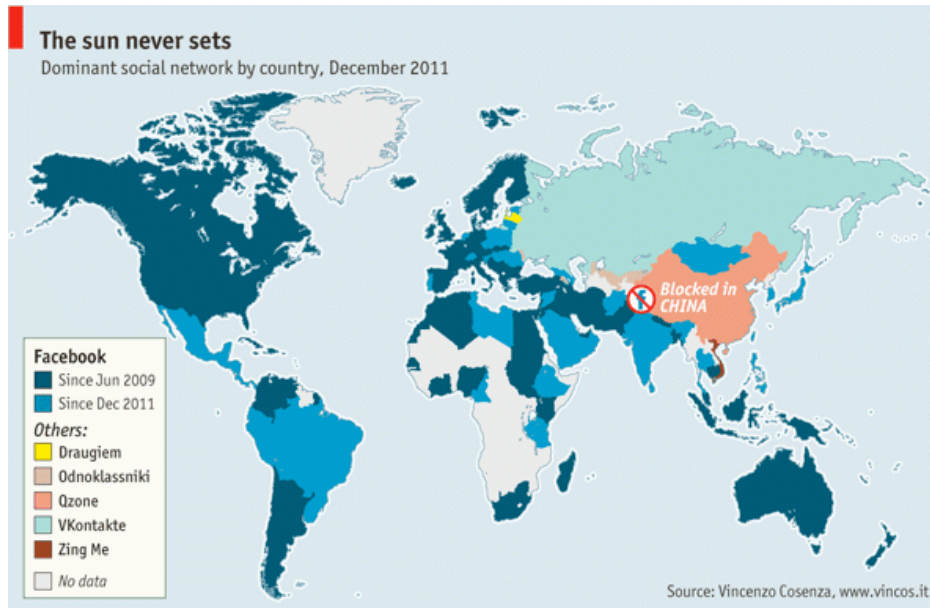 The sun never sets
Dominant social network by country, December 2011
f
Blocked in
CHINA
Facebook
Since Jun 2009
Since Dec 2011
Others:
Draugiem
Odnoklassniki
Qzone
VKontakte
Zing Me
No data
Source: Vincenzo Cosenza, www.vincos.it